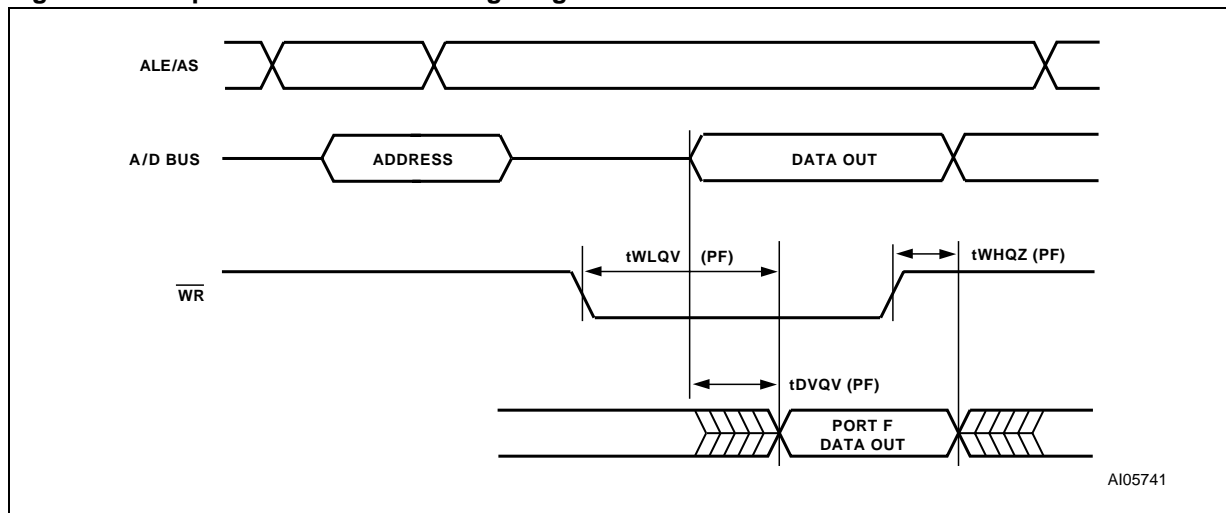 ALE/AS
A/D BUS
ADDRESS
DATA OUT
tWLQV (PF)
tWHQZ (PF)
WR
tDVQV (PF)
PORT F
DATA OUT
AI05741